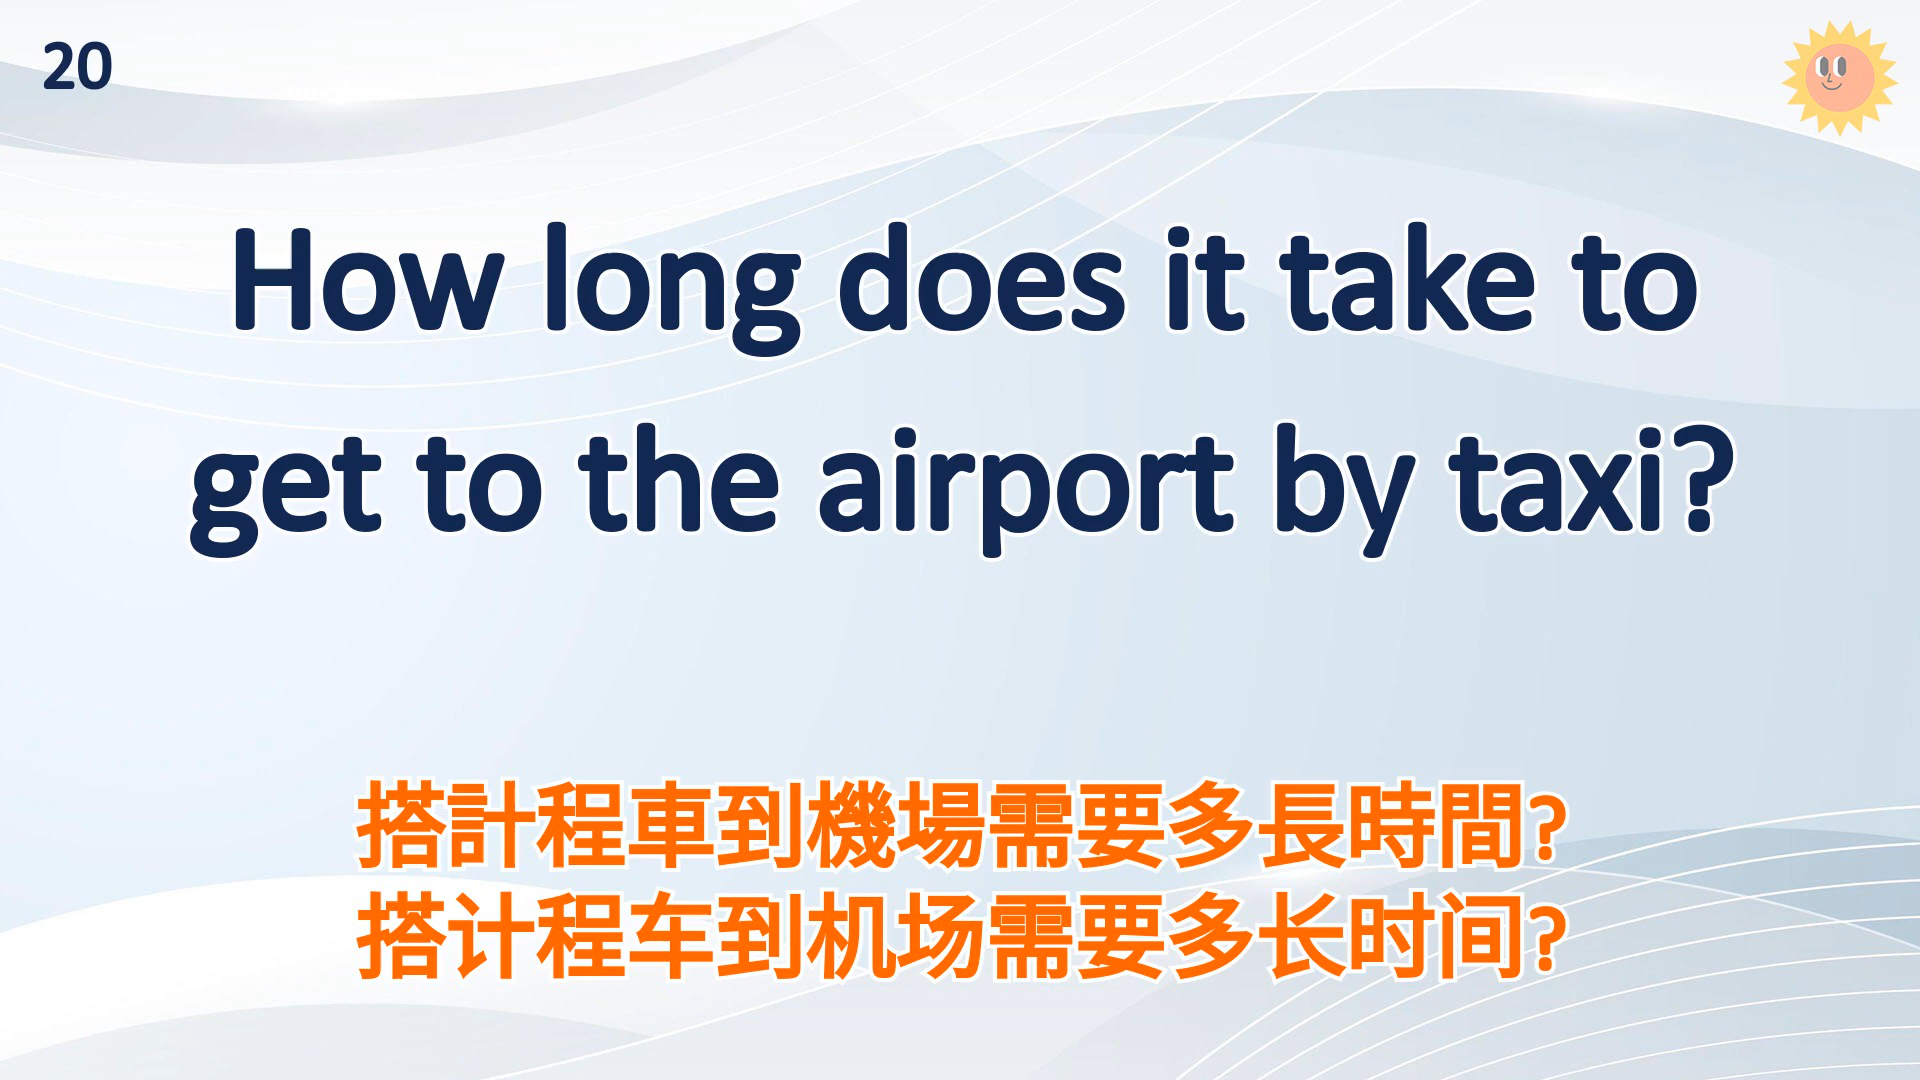 20
How long does it take to
get to the airport by taxi?
搭計程車到機場需要多長時間?
搭计程车到机场需要多长时间?